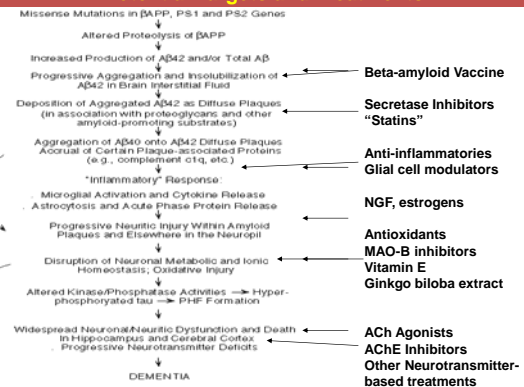 Missense Mutations in βAPP, PS1 and PS2 Genes
Altered Proteolysis of βAPP
Increased Production of Aβ42 and/or Total Aβ
Progressive Aggregation and Insolubilization of
Aβ42 in Brain Interstitial Fluid
Beta-amyloid Vaccine
Deposition of Aggregated Aβ42 as Diffuse Plaques
(in association with proteoglycans and other
amyloid-promoting substrates)
Secretase Inhibitors
“Statins”
Aggregation of Aβ40 onto Aβ42 Diffuse Plaques
Accrual of Certain Plaque-associated Proteins
(e.g., complement c1q, etc.)
Anti-inflammatories
Glial cell modulators
"Inflammatory" Response:
. Microglial Activation and Cytokine Release
. Astrocytosis and Acute Phase Protein Release
NGF, estrogens
Progressive Neuritic Injury Within Amyloid
Plaques and Elsewhere in the Neuropil
Antioxidants
MAO-B inhibitors
Vitamin E
Ginkgo biloba extract
Disruption of Neuronal Metabolic and Ionic
Homeostasis; Oxidative Injury
Altered Kinase/Phosphatase Activities → Hyper-
phosphoryated tau → PHF Formation
Widespread Neuronal/Neuritic Dysfunction and Death
In Hippocampus and Cerebral Cortex
. Progressive Neurotransmitter Deficits
ACh Agonists
AChE Inhibitors
Other Neurotransmitter-
based treatments
DEMENTIA